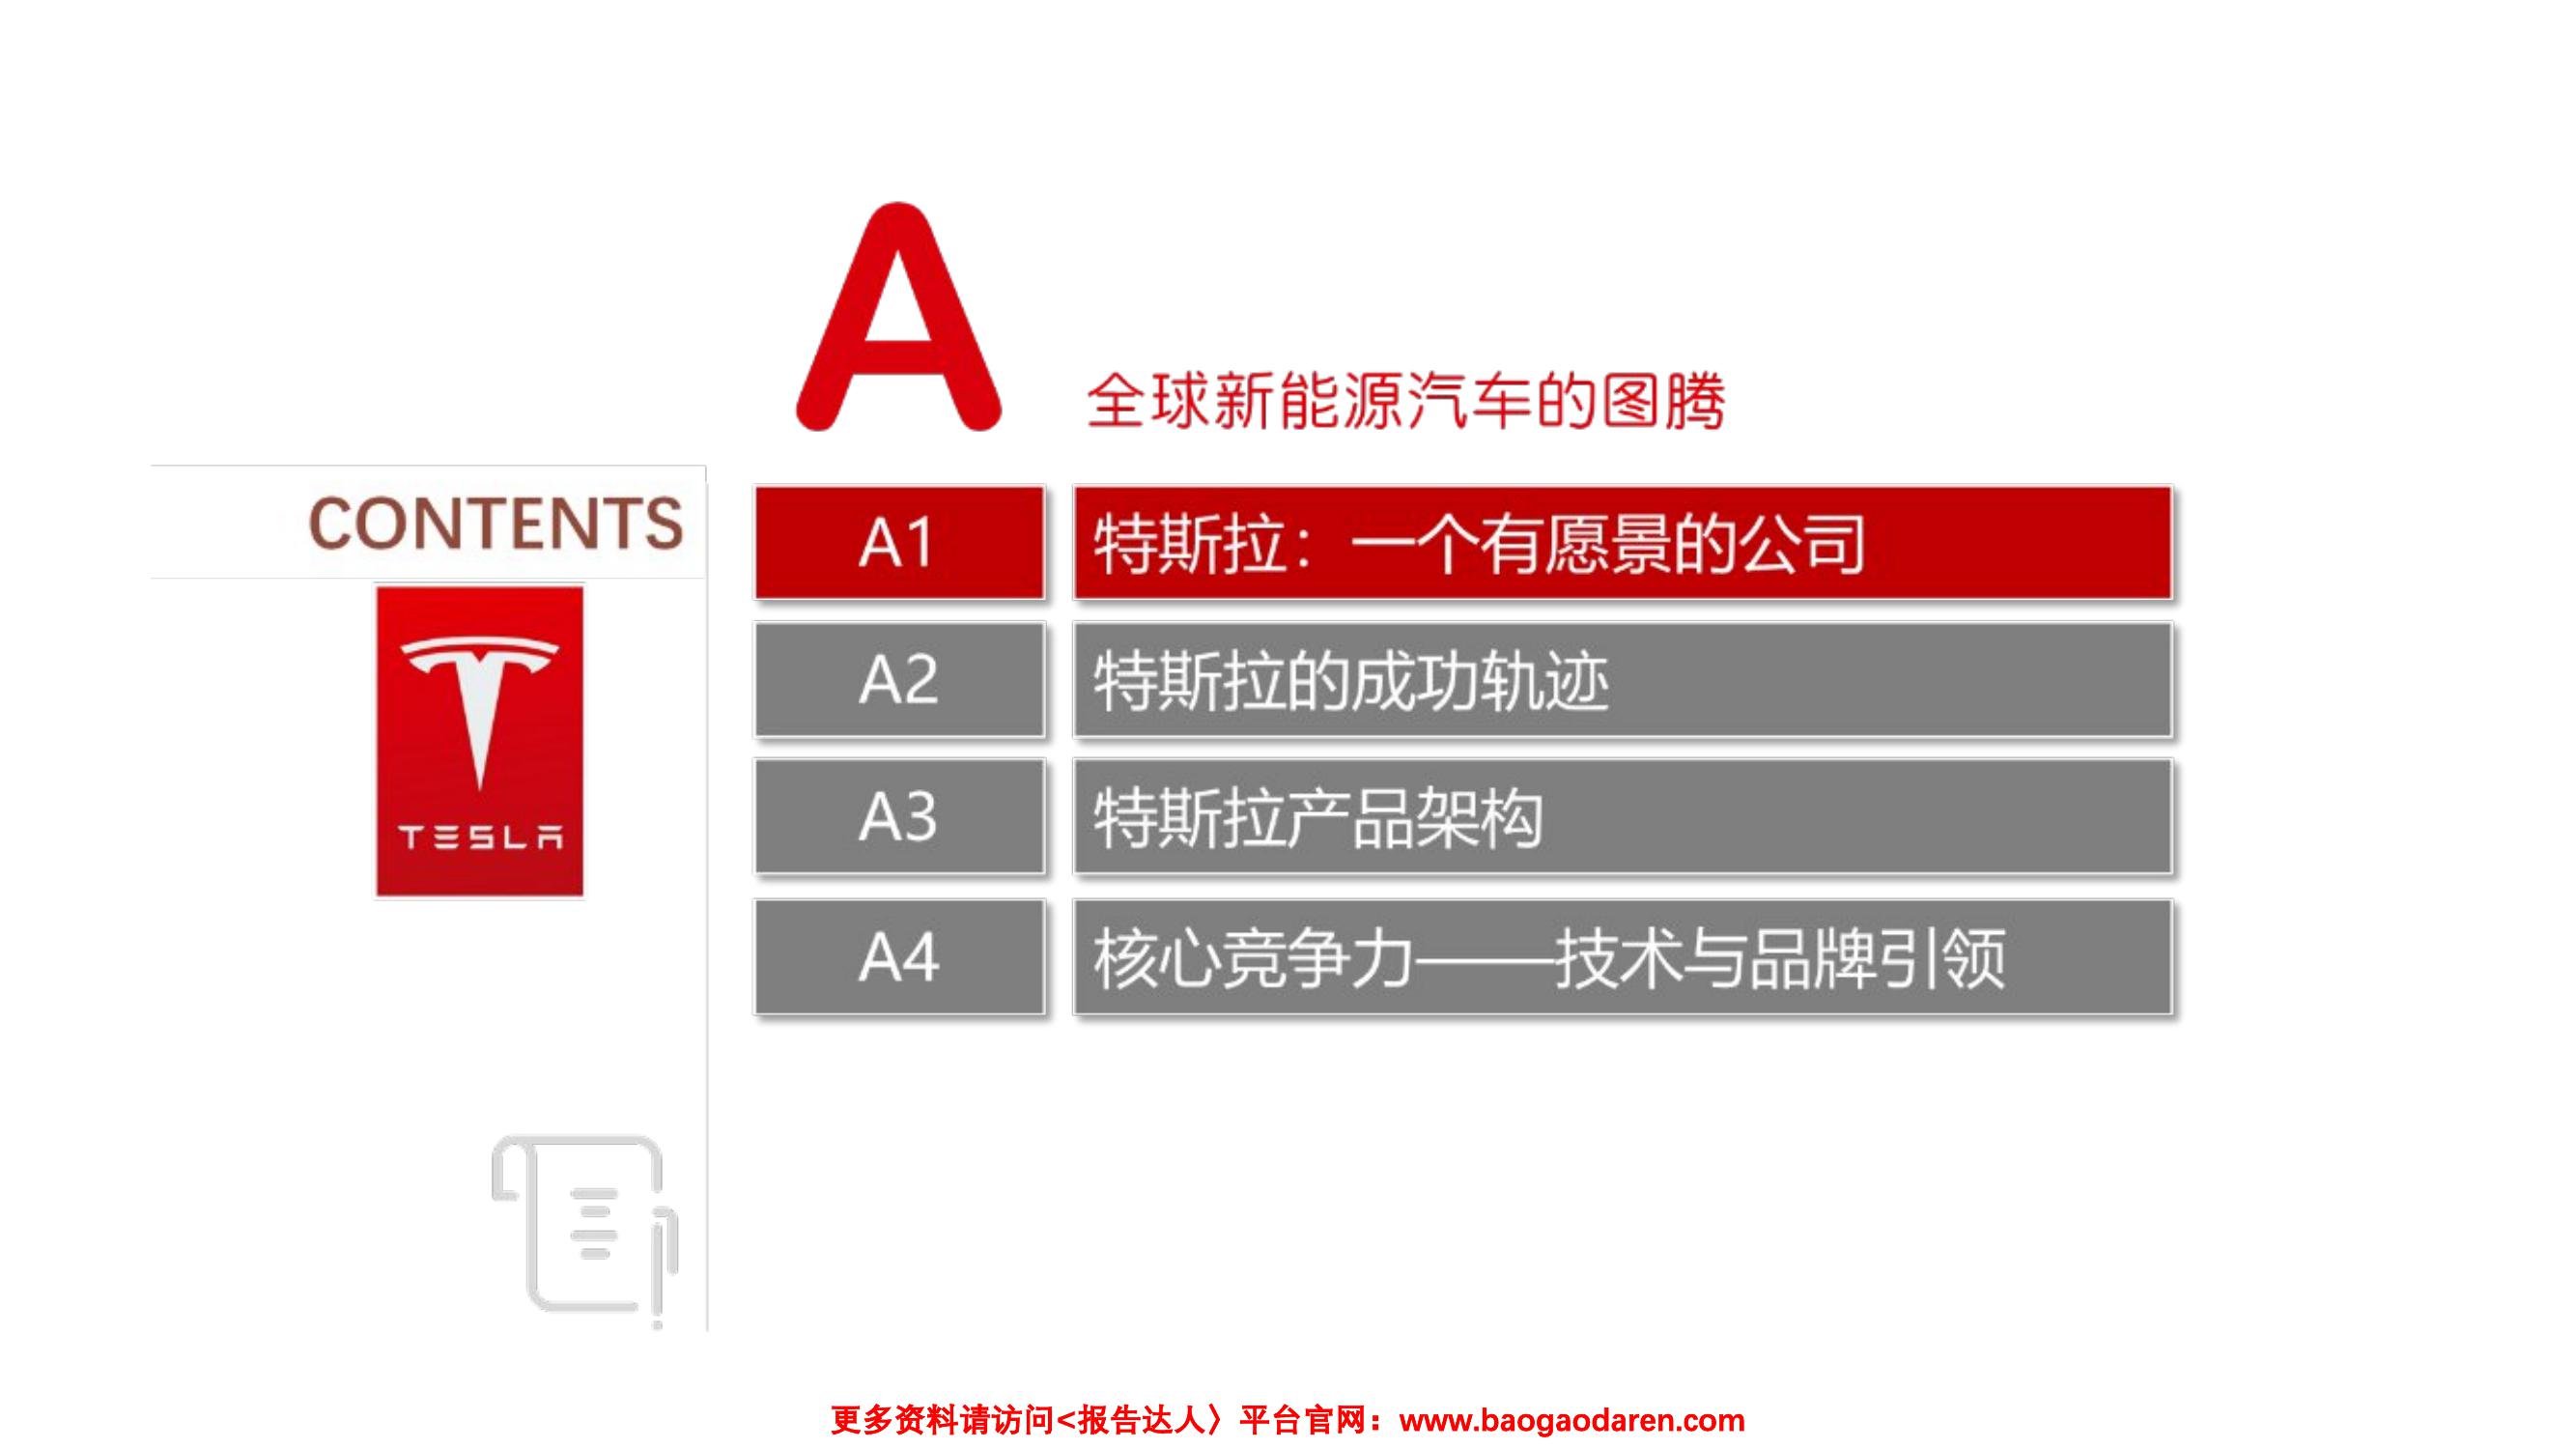 A 全球新能源汽车的图腾
CONTENTS
TESLA
A1 特斯拉：一个有愿景的公司
A2 特斯拉的成功轨迹
A3 特斯拉产品架构
A4 核心竞争力——技术与品牌引领
更多资料请访问<报告达人〉平台官网：www.baogaodaren.com